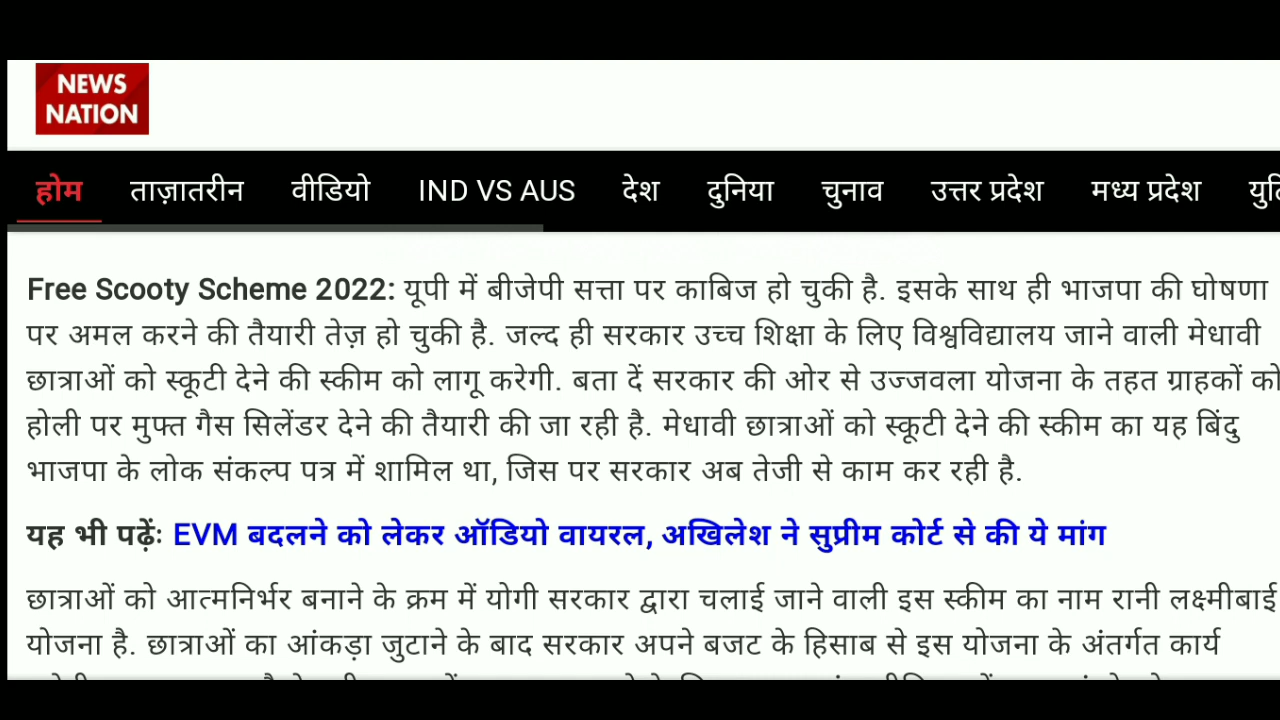 NEWS
NATION
होम ताज़ातरीन वीडियो IND VS AUS देश दुनिया चुनाव उत्तर प्रदेश मध्य प्रदेश
Free Scooty Scheme 2022: यूपी में बीजेपी सत्ता पर काबिज हो चुकी है. इसके साथ ही भाजपा की घोषणा
पर अमल करने की तैयारी तेज़ हो चुकी है. जल्द ही सरकार उच्च शिक्षा के लिए विश्वविद्यालय जाने वाली मेधावी
छात्राओं को स्कूटी देने की स्कीम को लागू करेगी. बता दें सरकार की ओर से उज्जवला योजना के तहत ग्राहकों को
होली पर मुफ्त गैस सिलेंडर देने की तैयारी की जा रही है. मेधावी छात्राओं को स्कूटी देने की स्कीम का यह बिंदु
भाजपा के लोक संकल्प पत्र में शामिल था, जिस पर सरकार अब तेजी से काम कर रही है.
यह भी पढ़ेंः EVM बदलने को लेकर ऑडियो वायरल, अखिलेश ने सुप्रीम कोर्ट से की ये मांग
छात्राओं को आत्मनिर्भर बनाने के क्रम में योगी सरकार द्वारा चलाई जाने वाली इस स्कीम का नाम रानी लक्ष्मीबाई
योजना है. छात्राओं का आंकड़ा जुटाने के बाद सरकार अपने बजट के हिसाब से इस योजना के अंतर्गत कार्य